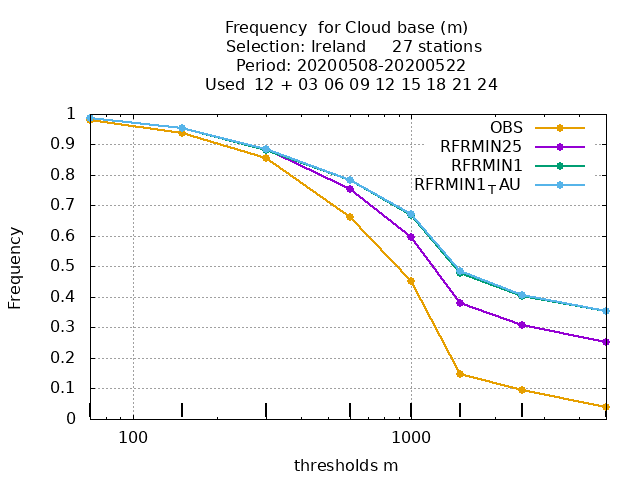 Frequency  for Cloud base (m)
Selection: Ireland     27 stations
Period: 20200508-20200522
Used  12 + 03 06 09 12 15 18 21 24
1
0.9
0.8
0.7
0.6
0.5
0.4
0.3
0.2
0.1
0
Frequency
OBS
RFRMIN25
RFRMIN1
RFRMIN1TAU
100
1000
thresholds m